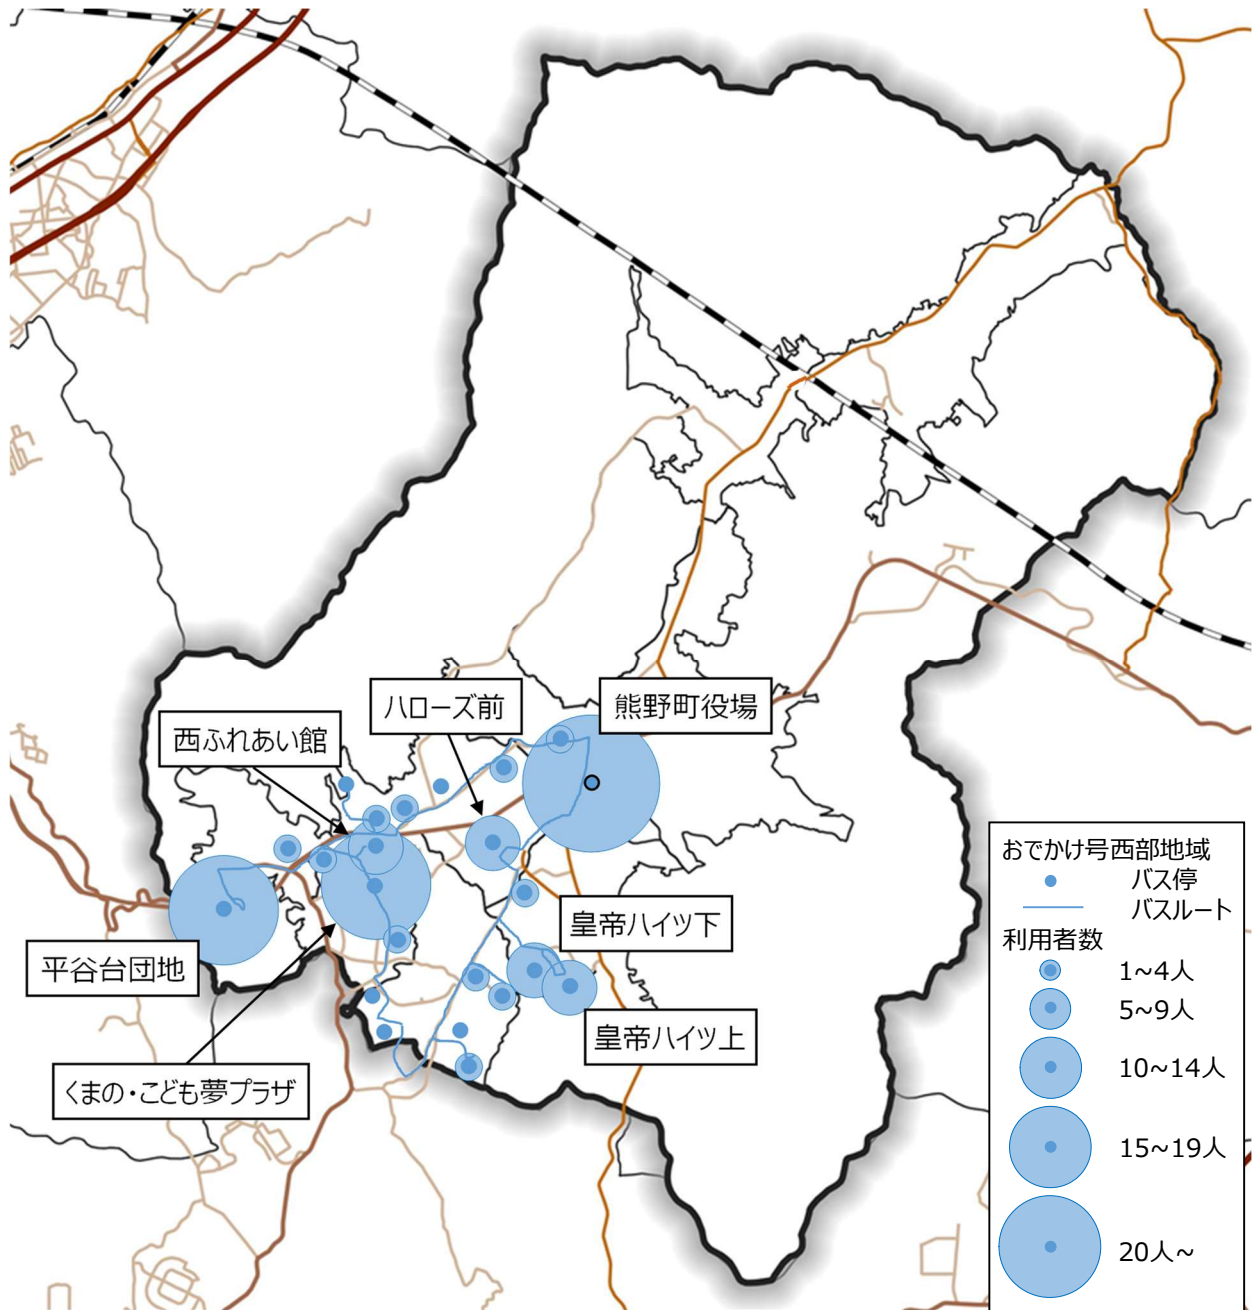 ハローズ前
熊野町役場
西ふれあい館
皇帝ハイツ下
平谷台団地
皇帝ハイツ上
くまの・こども夢プラザ
おでかけ号西部地域
バス停
バスルート
利用者数
1~4人
5~9人
10~14人
15~19人
20人~